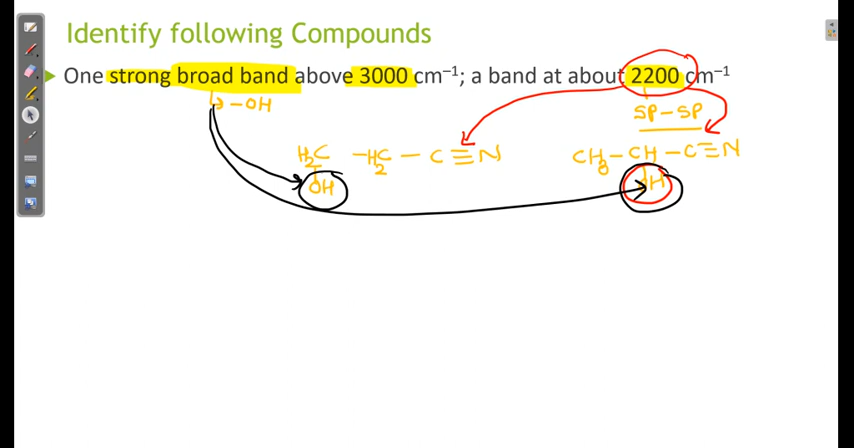 Identify following Compounds
One strong broad band above 3000 cm⁻¹; a band at about 2200 cm⁻¹
→ -OH
SP-SP
H₂C -H₂C - C≡N
OH
CH₃-CH-C≡N
OH